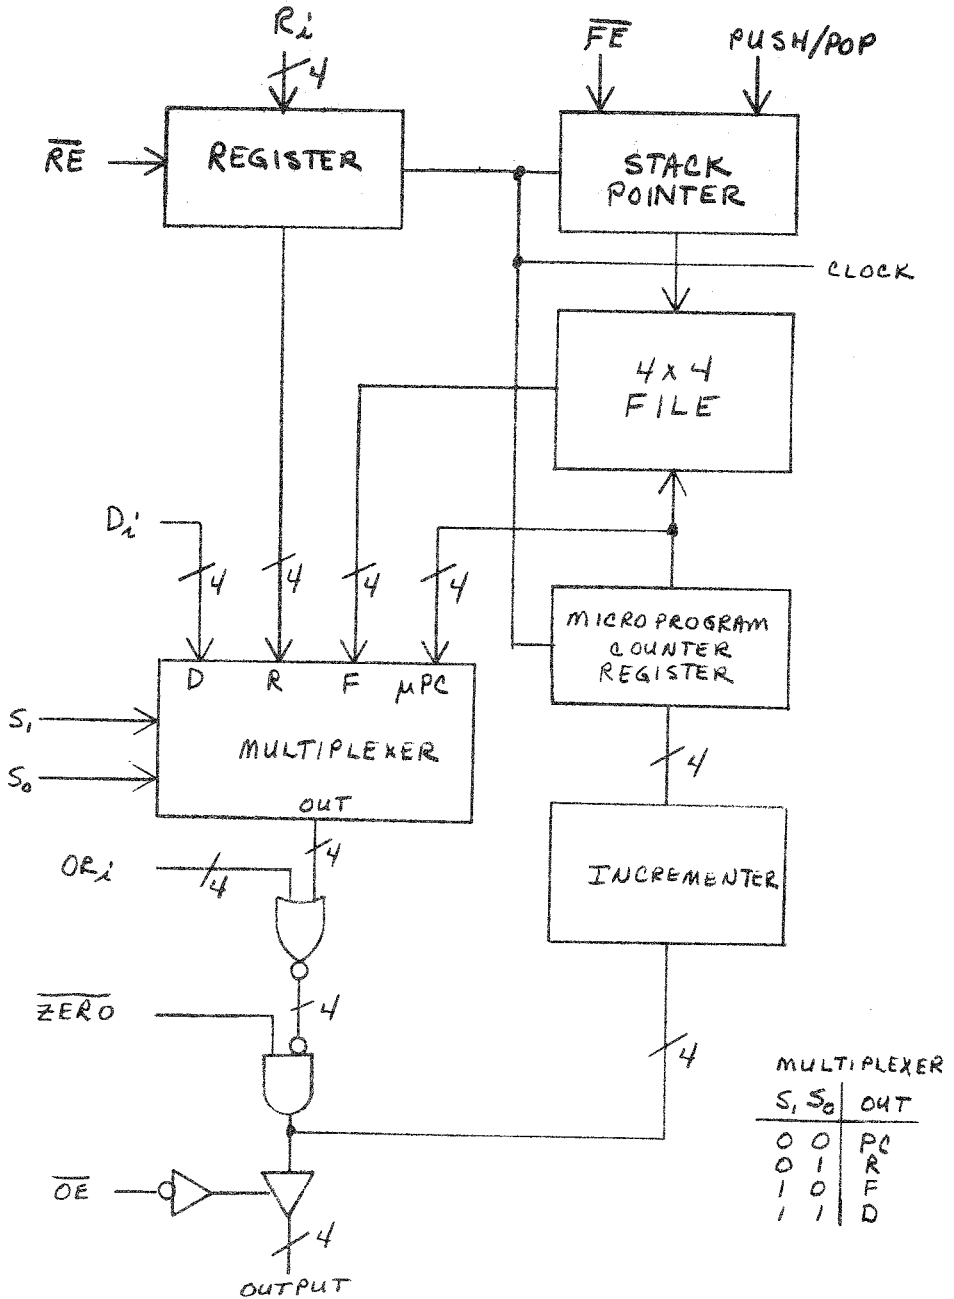 Ri
4
FE
PUSH/POP
RE
REGISTER
STACK
POINTER
CLOCK
4 x 4
FILE
Di
4
4
4
4
D R F μPC
MICROPROGRAM
COUNTER
REGISTER
S1
S0
MULTIPLEXER
OUT
4
4
ORi
4
INCREMENTER
ZERO
4
4
OE
4
OUTPUT
MULTIPLEXER
S1 S0 OUT
0 0 PC
0 1 R
1 0 F
1 1 D